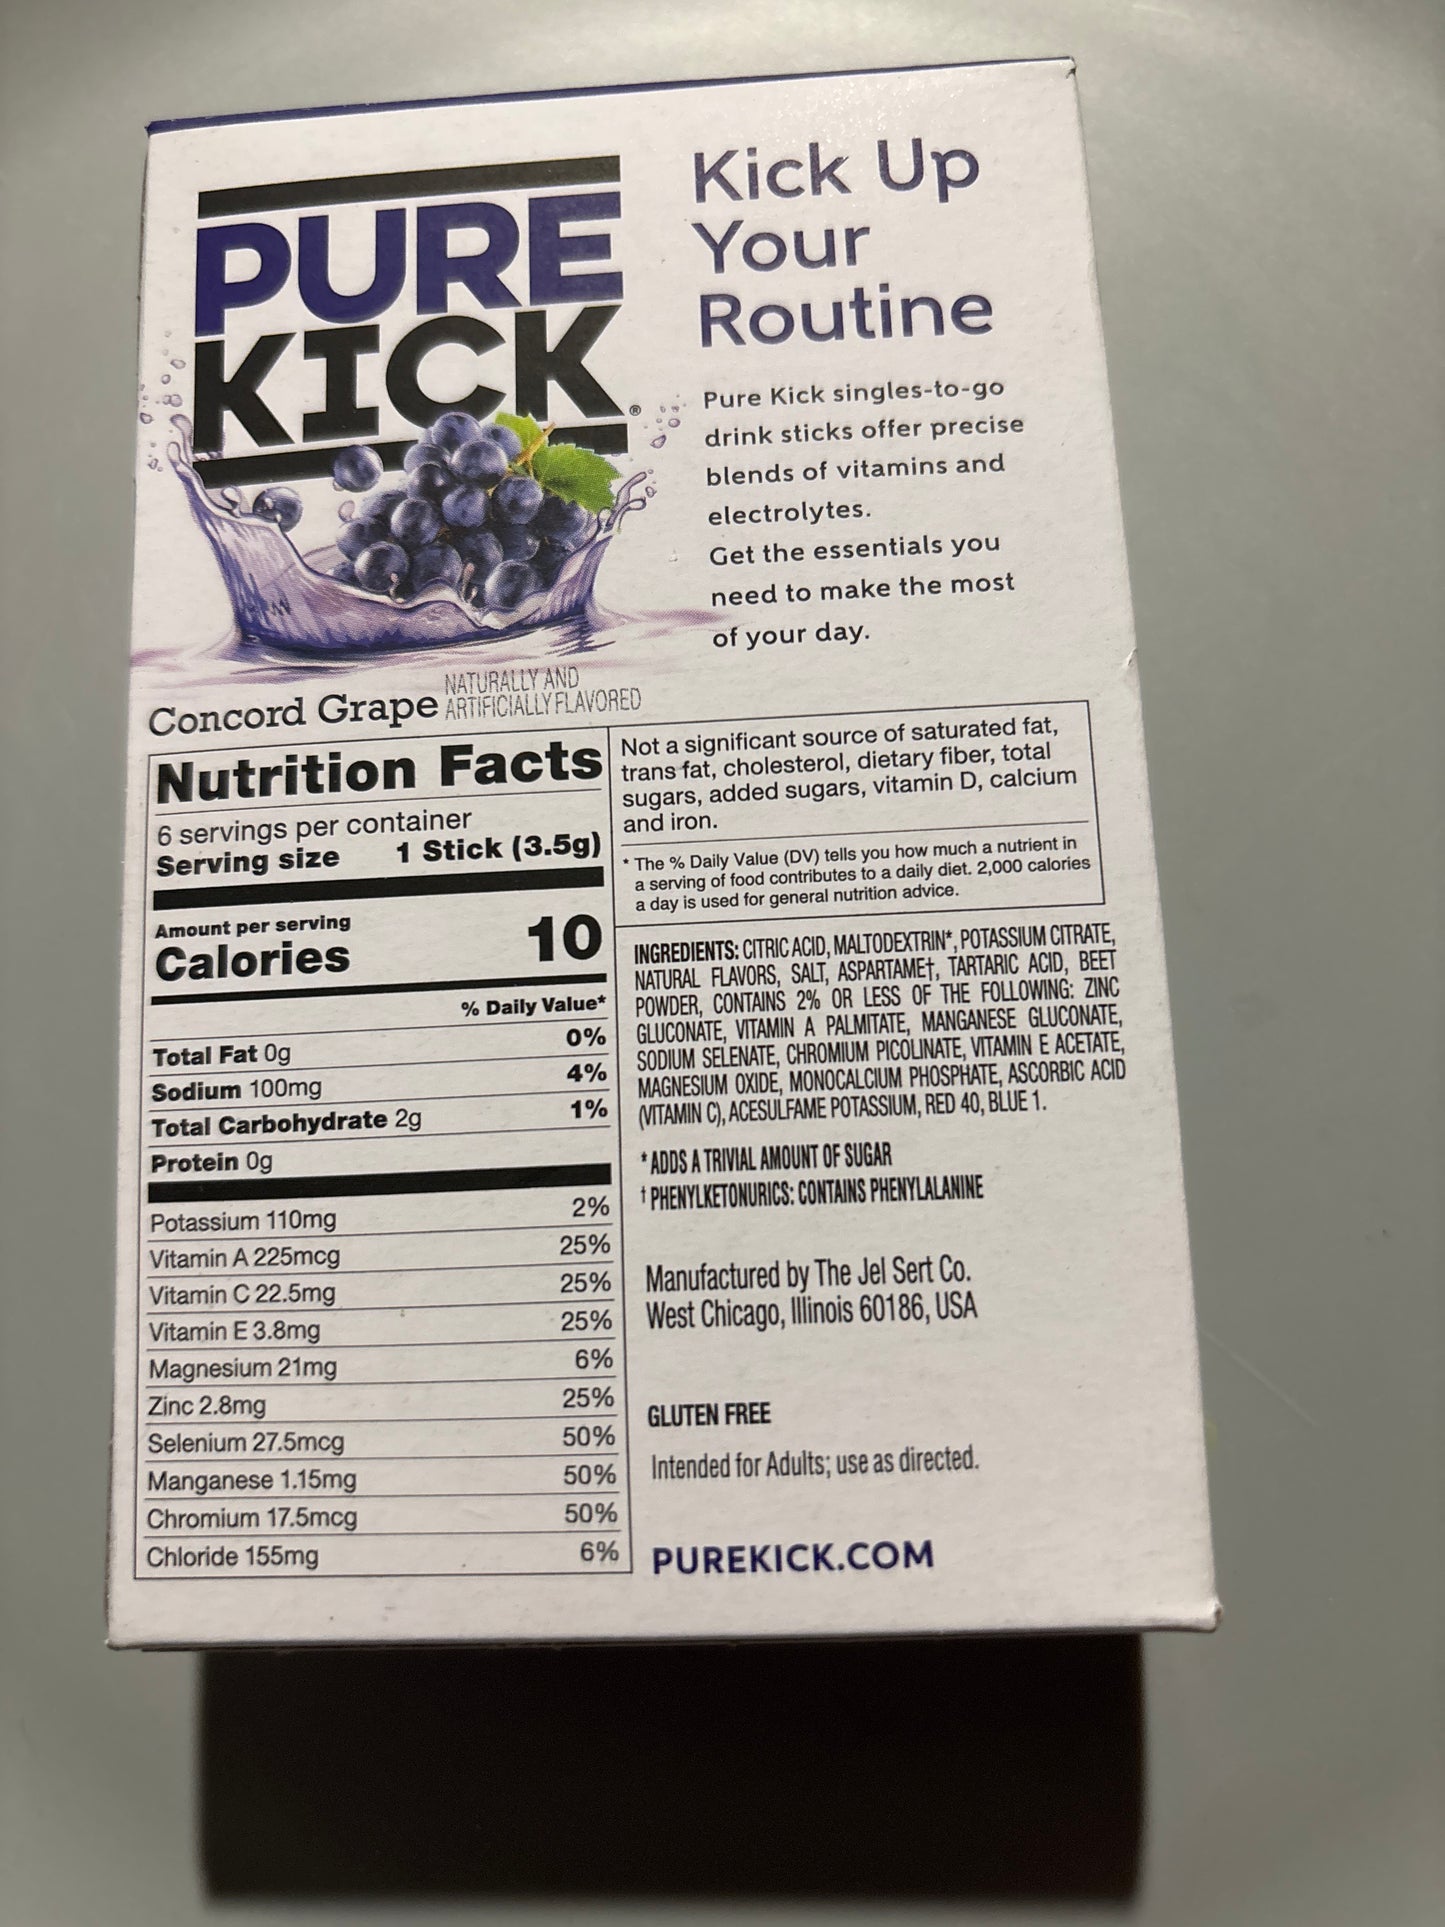 PURE
KICK®
Kick Up
Your
Routine
Pure Kick singles-to-go
drink sticks offer precise
blends of vitamins and
electrolytes.
Get the essentials you
need to make the most
of your day.
Concord Grape
NATURALLY AND
ARTIFICIALLY FLAVORED
Nutrition Facts
6 servings per container
Serving size 1 Stick (3.5g)
Amount per serving
Calories 10
% Daily Value*
Total Fat 0g 0%
Sodium 100mg 4%
Total Carbohydrate 2g 1%
Protein 0g
Potassium 110mg 2%
Vitamin A 225mcg 25%
Vitamin C 22.5mg 25%
Vitamin E 3.8mg 25%
Magnesium 21mg 6%
Zinc 2.8mg 25%
Selenium 27.5mcg 50%
Manganese 1.15mg 50%
Chromium 17.5mcg 50%
Chloride 155mg 6%
Not a significant source of saturated fat,
trans fat, cholesterol, dietary fiber, total
sugars, added sugars, vitamin D, calcium
and iron.
* The % Daily Value (DV) tells you how much a nutrient in
a serving of food contributes to a daily diet. 2,000 calories
a day is used for general nutrition advice.
INGREDIENTS: CITRIC ACID, MALTODEXTRIN*, POTASSIUM CITRATE,
NATURAL FLAVORS, SALT, ASPARTAME†, TARTARIC ACID, BEET
POWDER, CONTAINS 2% OR LESS OF THE FOLLOWING: ZINC
GLUCONATE, VITAMIN A PALMITATE, MANGANESE GLUCONATE,
SODIUM SELENATE, CHROMIUM PICOLINATE, VITAMIN E ACETATE,
MAGNESIUM OXIDE, MONOCALCIUM PHOSPHATE, ASCORBIC ACID
(VITAMIN C), ACESULFAME POTASSIUM, RED 40, BLUE 1.
* ADDS A TRIVIAL AMOUNT OF SUGAR
† PHENYLKETONURICS: CONTAINS PHENYLALANINE
Manufactured by The Jel Sert Co.
West Chicago, Illinois 60186, USA
GLUTEN FREE
Intended for Adults; use as directed.
PUREKICK.COM